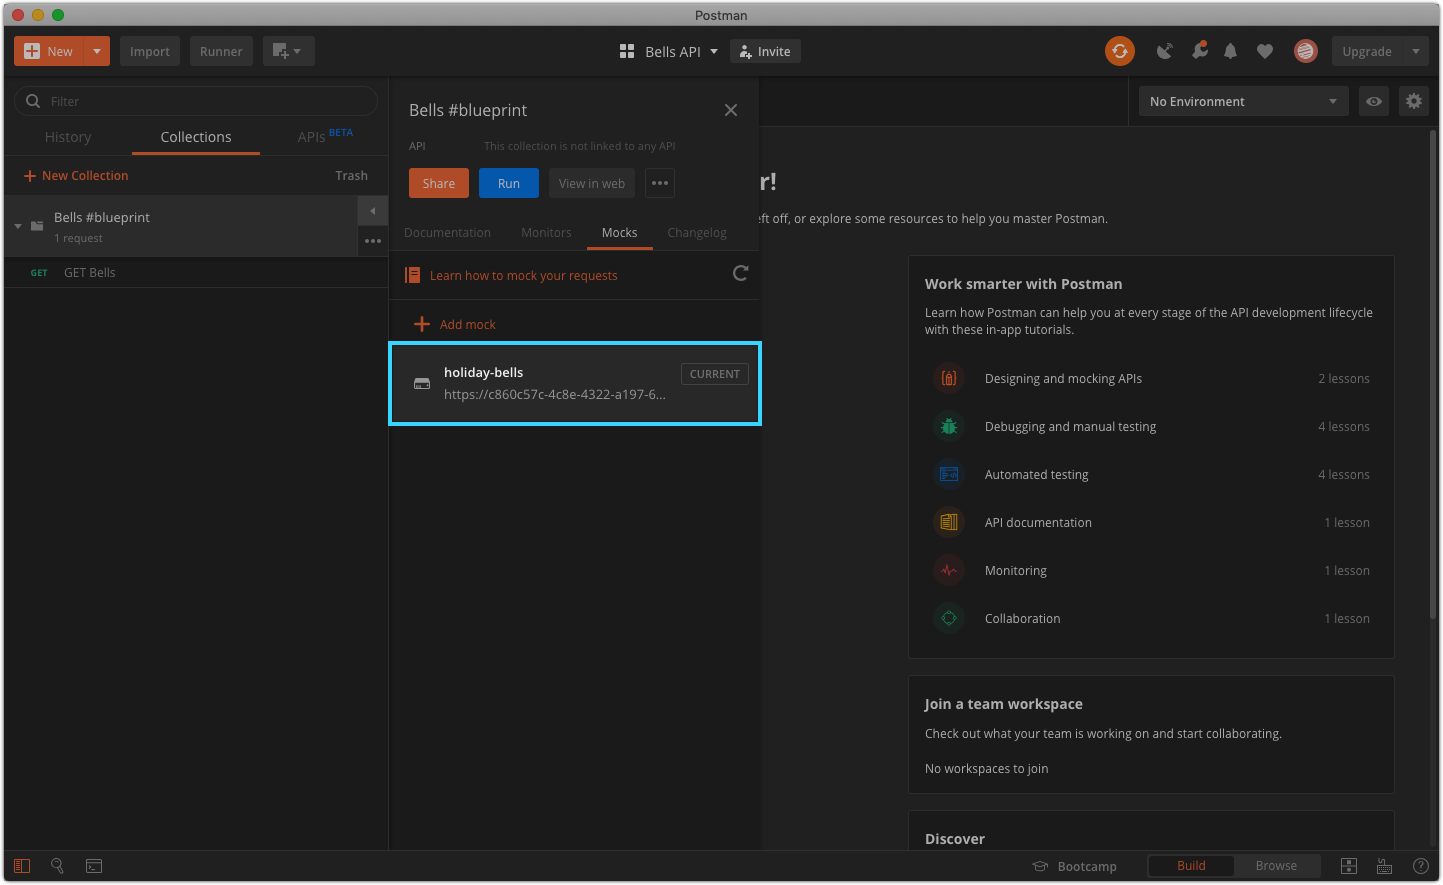 Postman
New
Import
Runner
Bells API
Invite
Upgrade
Filter
History
Collections
APIs BETA
New Collection
Trash
Bells #blueprint
1 request
GET GET Bells
Bells #blueprint
API
This collection is not linked to any API
Share
Run
View in web
Documentation
Monitors
Mocks
Changelog
Learn how to mock your requests
Add mock
holiday-bells
CURRENT
https://c860c57c-4c8e-4322-a197-6...
No Environment
r!
eft off, or explore some resources to help you master Postman.
Work smarter with Postman
Learn how Postman can help you at every stage of the API development lifecycle
with these in-app tutorials.
Designing and mocking APIs
2 lessons
Debugging and manual testing
4 lessons
Automated testing
4 lessons
API documentation
1 lesson
Monitoring
1 lesson
Collaboration
1 lesson
Join a team workspace
Check out what your team is working on and start collaborating.
No workspaces to join
Discover
Bootcamp
Build
Browse